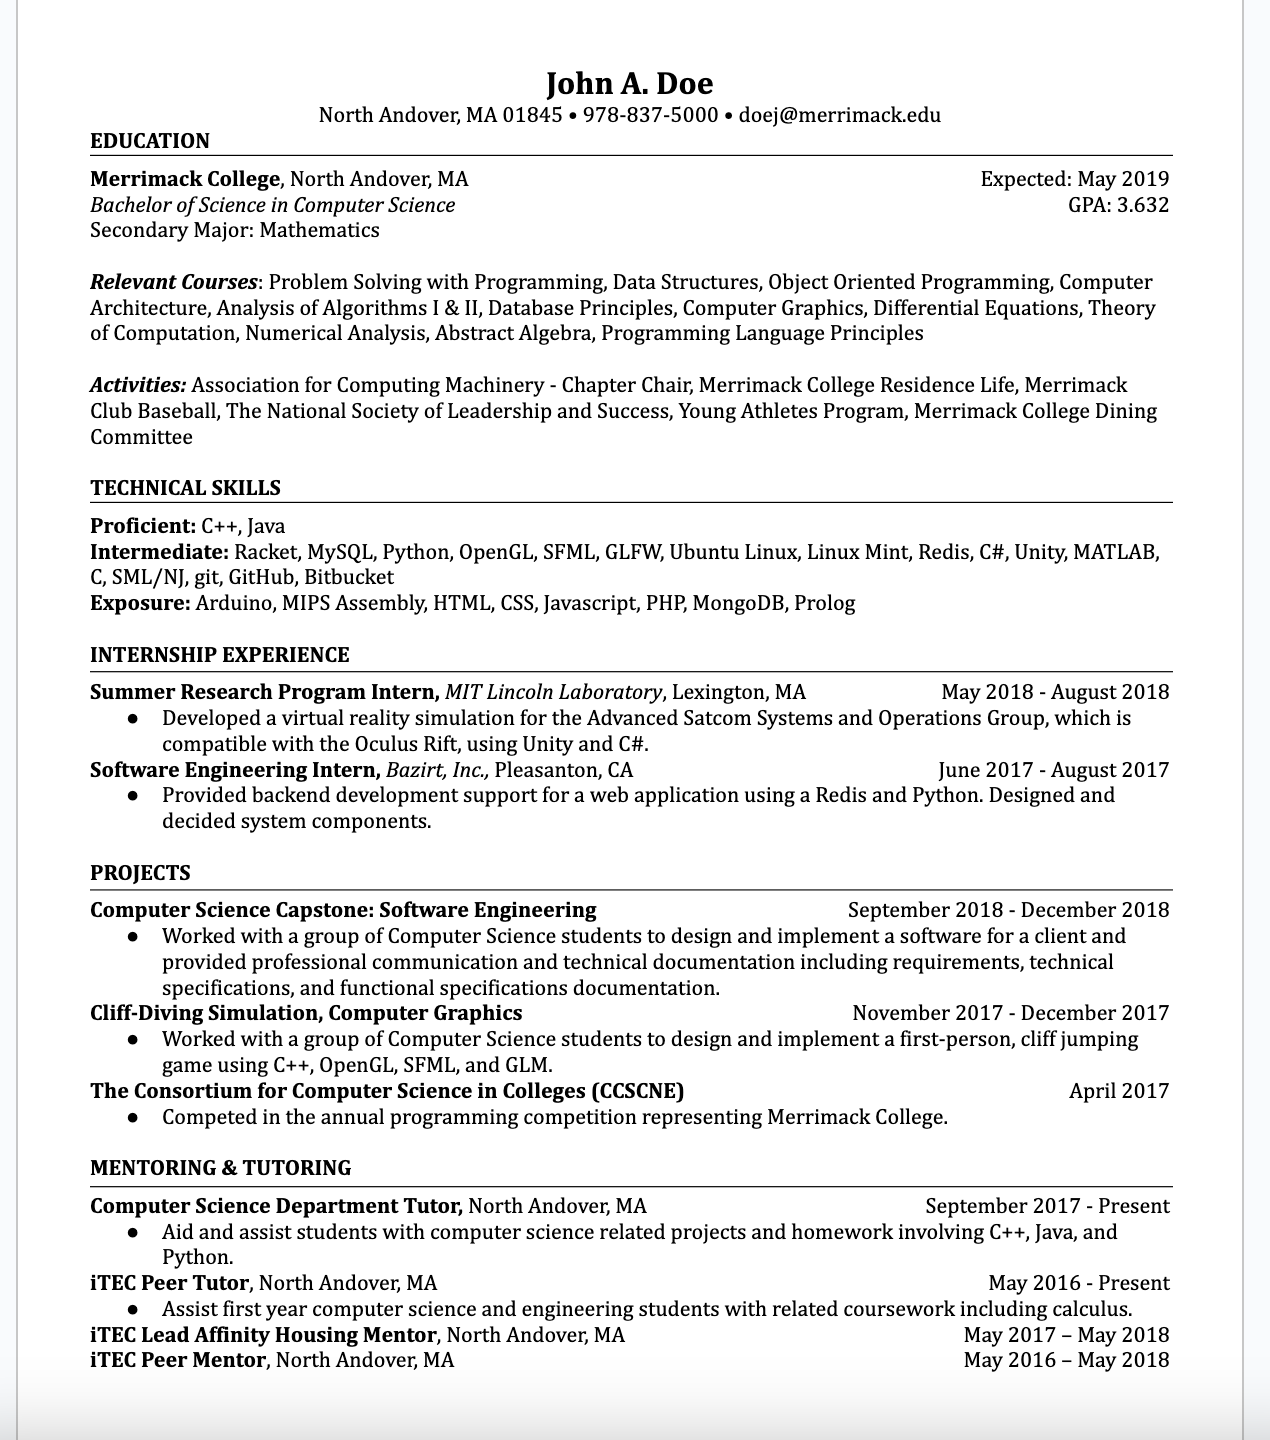 John A. Doe
North Andover, MA 01845 • 978-837-5000 • doej@merrimack.edu
EDUCATION
Merrimack College, North Andover, MA Expected: May 2019
Bachelor of Science in Computer Science GPA: 3.632
Secondary Major: Mathematics
Relevant Courses: Problem Solving with Programming, Data Structures, Object Oriented Programming, Computer
Architecture, Analysis of Algorithms I & II, Database Principles, Computer Graphics, Differential Equations, Theory
of Computation, Numerical Analysis, Abstract Algebra, Programming Language Principles
Activities: Association for Computing Machinery - Chapter Chair, Merrimack College Residence Life, Merrimack
Club Baseball, The National Society of Leadership and Success, Young Athletes Program, Merrimack College Dining
Committee
TECHNICAL SKILLS
Proficient: C++, Java
Intermediate: Racket, MySQL, Python, OpenGL, SFML, GLFW, Ubuntu Linux, Linux Mint, Redis, C#, Unity, MATLAB,
C, SML/NJ, git, GitHub, Bitbucket
Exposure: Arduino, MIPS Assembly, HTML, CSS, Javascript, PHP, MongoDB, Prolog
INTERNSHIP EXPERIENCE
Summer Research Program Intern, MIT Lincoln Laboratory, Lexington, MA May 2018 - August 2018
● Developed a virtual reality simulation for the Advanced Satcom Systems and Operations Group, which is
compatible with the Oculus Rift, using Unity and C#.
Software Engineering Intern, Bazirt, Inc., Pleasanton, CA June 2017 - August 2017
● Provided backend development support for a web application using a Redis and Python. Designed and
decided system components.
PROJECTS
Computer Science Capstone: Software Engineering September 2018 - December 2018
● Worked with a group of Computer Science students to design and implement a software for a client and
provided professional communication and technical documentation including requirements, technical
specifications, and functional specifications documentation.
Cliff-Diving Simulation, Computer Graphics November 2017 - December 2017
● Worked with a group of Computer Science students to design and implement a first-person, cliff jumping
game using C++, OpenGL, SFML, and GLM.
The Consortium for Computer Science in Colleges (CCSCNE) April 2017
● Competed in the annual programming competition representing Merrimack College.
MENTORING & TUTORING
Computer Science Department Tutor, North Andover, MA September 2017 - Present
● Aid and assist students with computer science related projects and homework involving C++, Java, and
Python.
iTEC Peer Tutor, North Andover, MA May 2016 - Present
● Assist first year computer science and engineering students with related coursework including calculus.
iTEC Lead Affinity Housing Mentor, North Andover, MA May 2017 – May 2018
iTEC Peer Mentor, North Andover, MA May 2016 – May 2018